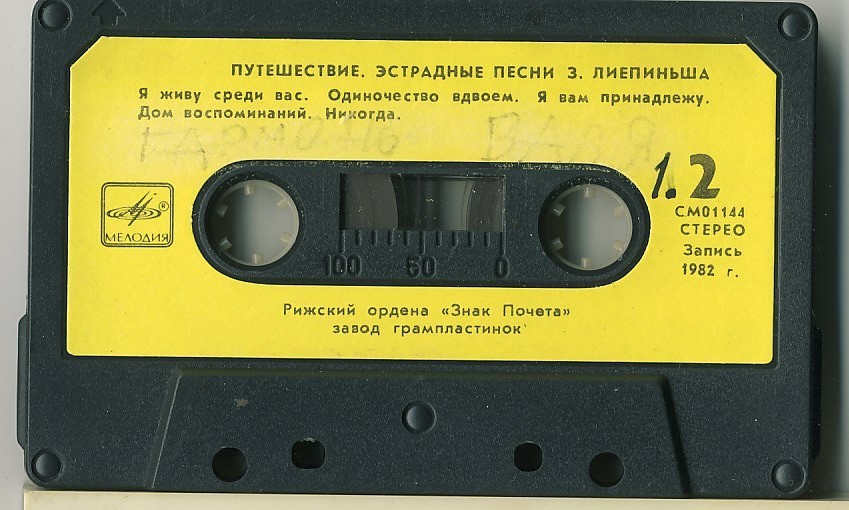 ПУТЕШЕСТВИЕ. ЭСТРАДНЫЕ ПЕСНИ З. ЛИЕПИНЬША
Я живу среди вас. Одиночество вдвоем. Я вам принадлежу.
Дом воспоминаний. Никогда.
1.2
МЕЛОДИЯ ®
СМ01144
СТЕРЕО
Запись
1982 г.
100 50 0
Рижский ордена «Знак Почета»
завод грампластинок